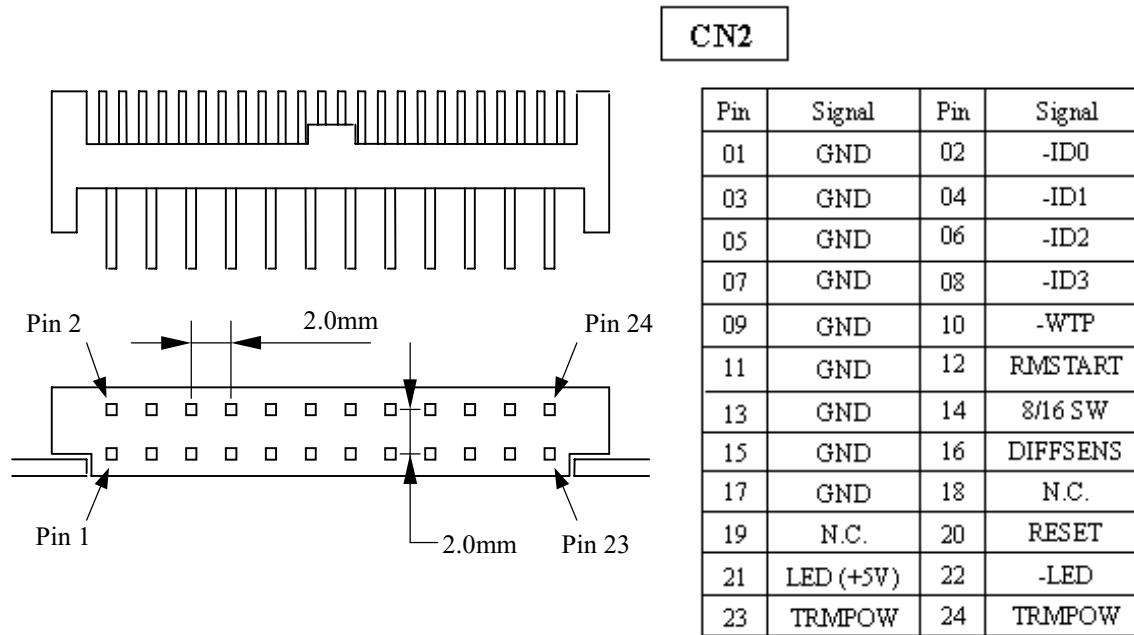 CN2
Pin 2
2.0mm
Pin 24
Pin 1
2.0mm
Pin 23
Pin Signal Pin Signal
01 GND 02 -ID0
03 GND 04 -ID1
05 GND 06 -ID2
07 GND 08 -ID3
09 GND 10 -WTP
11 GND 12 RMSTART
13 GND 14 8/16 SW
15 GND 16 DIFFSENS
17 GND 18 N.C.
19 N.C. 20 RESET
21 LED (+5V) 22 -LED
23 TRMPOW 24 TRMPOW